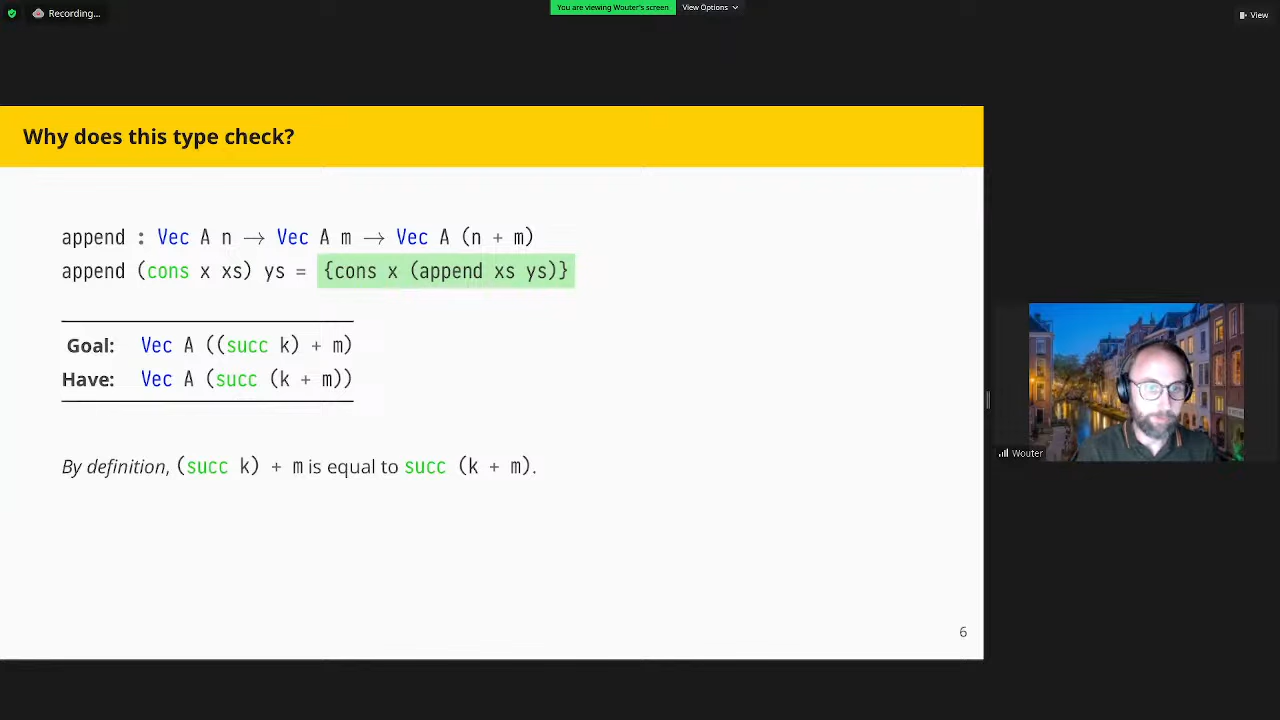 Recording...
You are viewing Wouter's screen
View Options
View
Why does this type check?
append : Vec A n → Vec A m → Vec A (n + m)
append (cons x xs) ys = {cons x (append xs ys)}
Goal: Vec A ((succ k) + m)
Have: Vec A (succ (k + m))
By definition, (succ k) + m is equal to succ (k + m).
Wouter
6